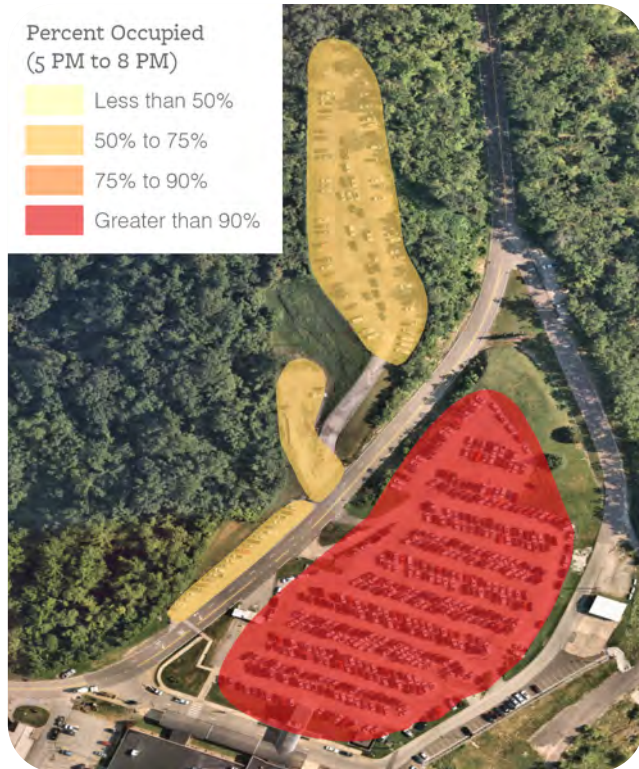 Percent Occupied
(5 PM to 8 PM)
Less than 50%
50% to 75%
75% to 90%
Greater than 90%